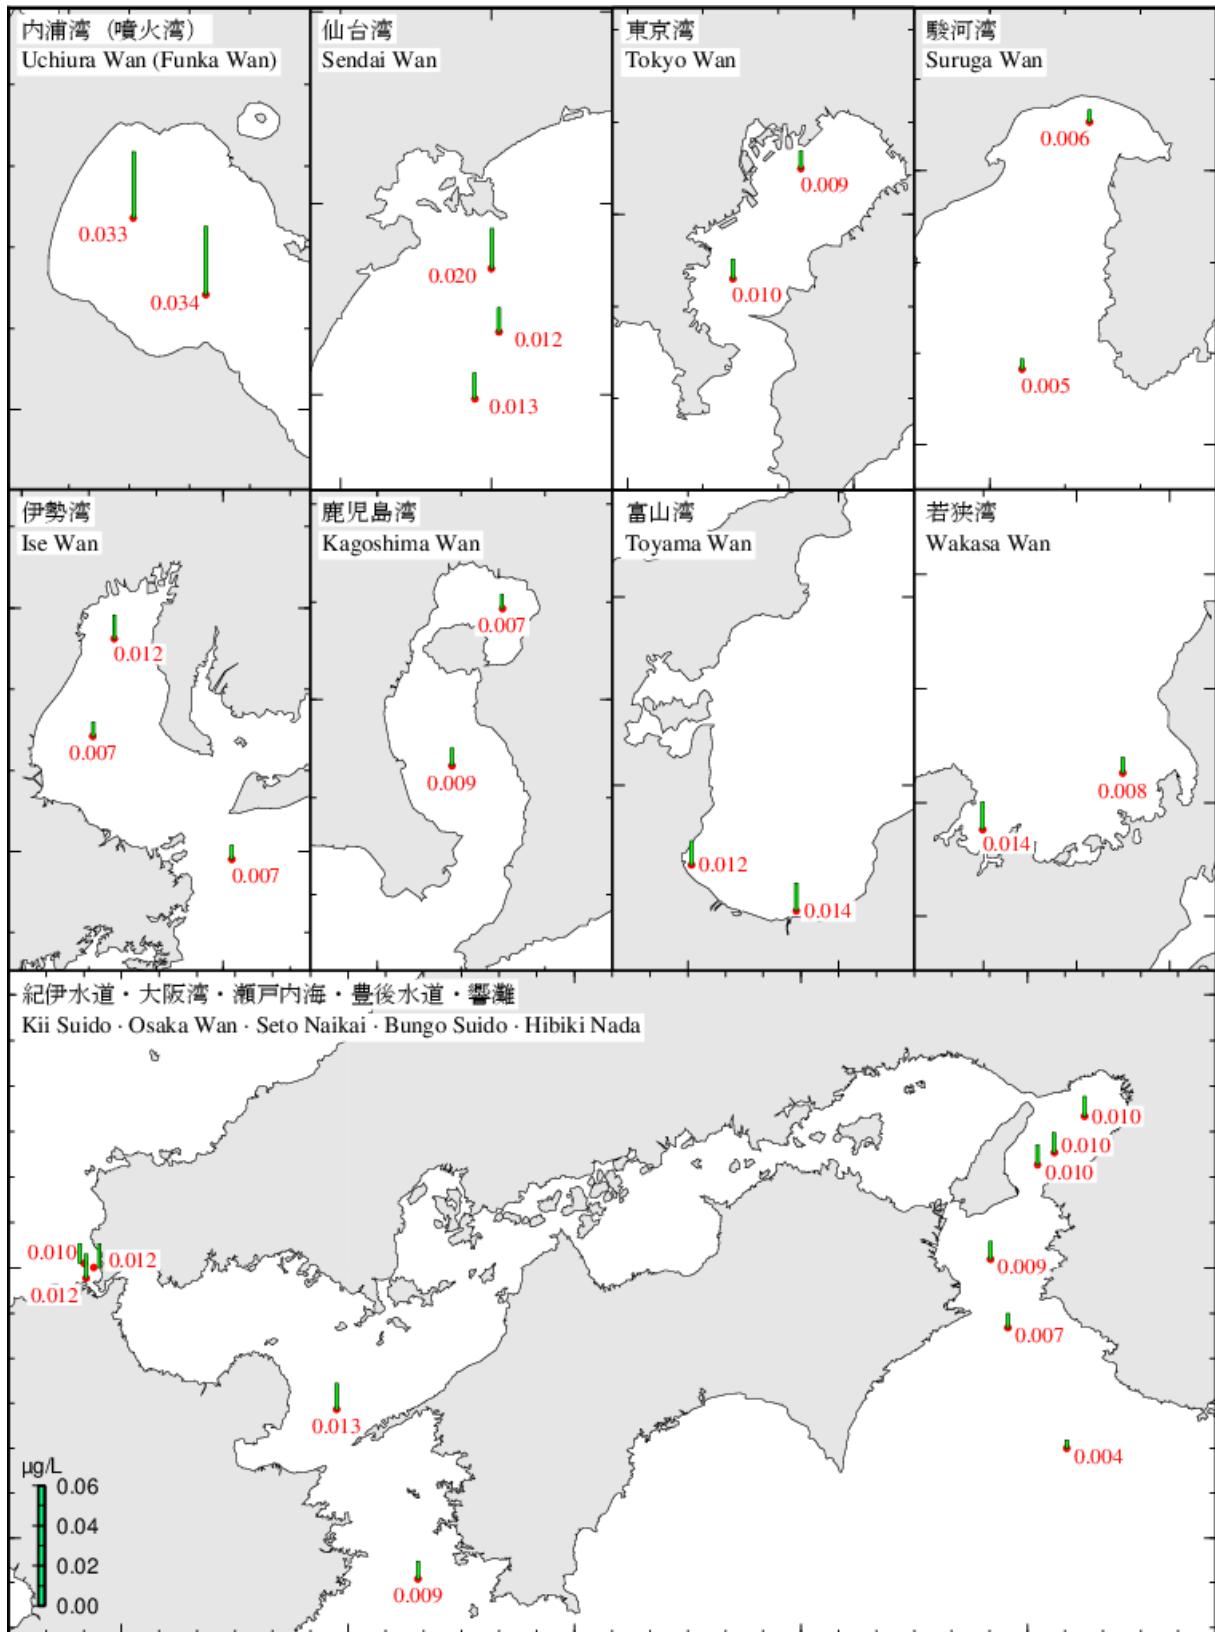 内浦湾（噴火湾）
Uchiura Wan (Funka Wan)
0.033
0.034
仙台湾
Sendai Wan
0.020
0.012
0.013
東京湾
Tokyo Wan
0.009
0.010
駿河湾
Suruga Wan
0.006
0.005
伊勢湾
Ise Wan
0.012
0.007
0.007
鹿児島湾
Kagoshima Wan
0.007
0.009
富山湾
Toyama Wan
0.012
0.014
若狭湾
Wakasa Wan
0.008
0.014
紀伊水道・大阪湾・瀬戸内海・豊後水道・響灘
Kii Suido · Osaka Wan · Seto Naikai · Bungo Suido · Hibiki Nada
0.010
0.010
0.010
0.010
0.012
0.009
0.012
0.007
0.013
0.004
0.009
μg/L
0.06
0.04
0.02
0.00